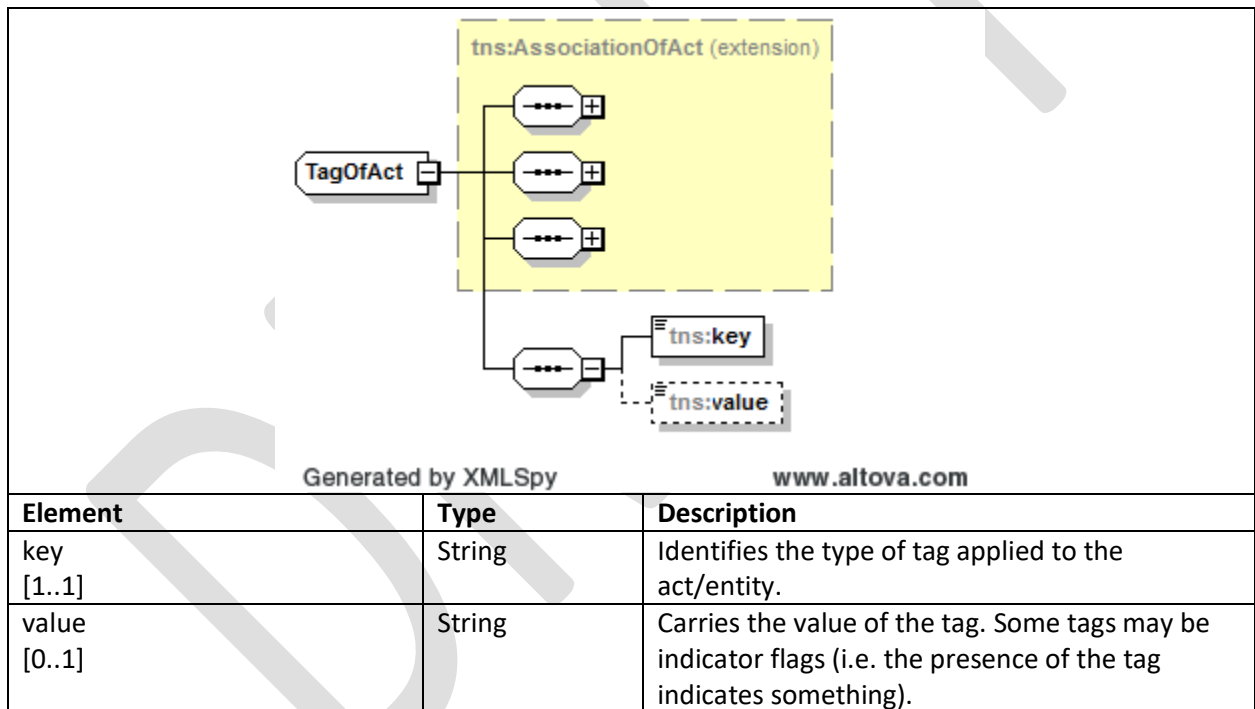 tns:AssociationOfAct (extension)
TagOfAct
tns:key
tns:value
Generated by XMLSpy www.altova.com
Element Type Description
key String Identifies the type of tag applied to the
[1..1] act/entity.
value String Carries the value of the tag. Some tags may be
[0..1] indicator flags (i.e. the presence of the tag
indicates something).